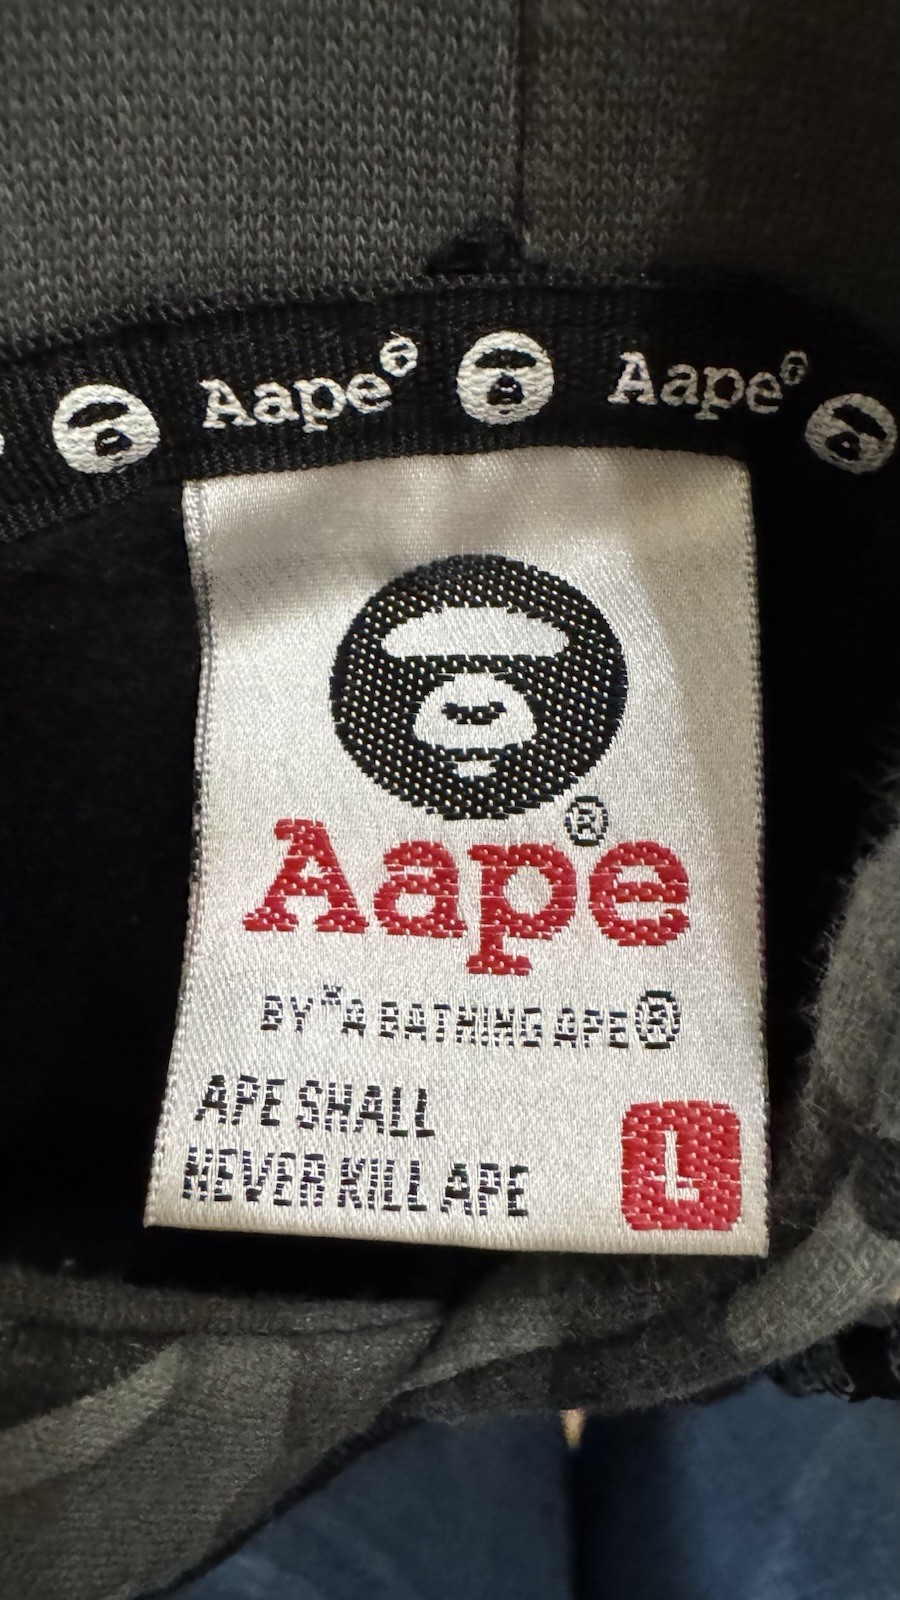 Aape® Aape®
®
Aape
BY *A BATHING APE®
APE SHALL
NEVER KILL APE
L